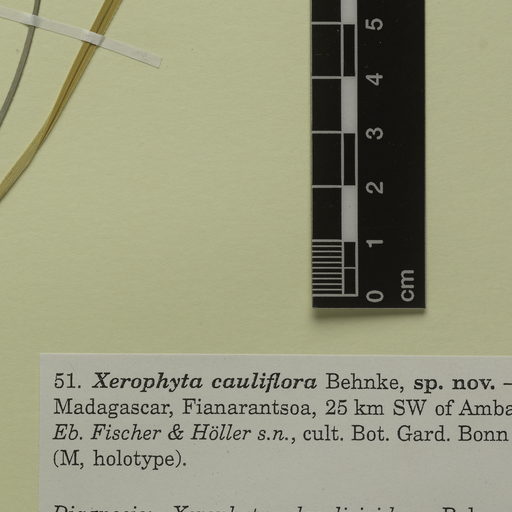 5
4
3
2
1
0 cm
51. Xerophyta cauliflora Behnke, sp. nov. –
Madagascar, Fianarantsoa, 25 km SW of Amba
Eb. Fischer & Höller s.n., cult. Bot. Gard. Bonn
(M, holotype).